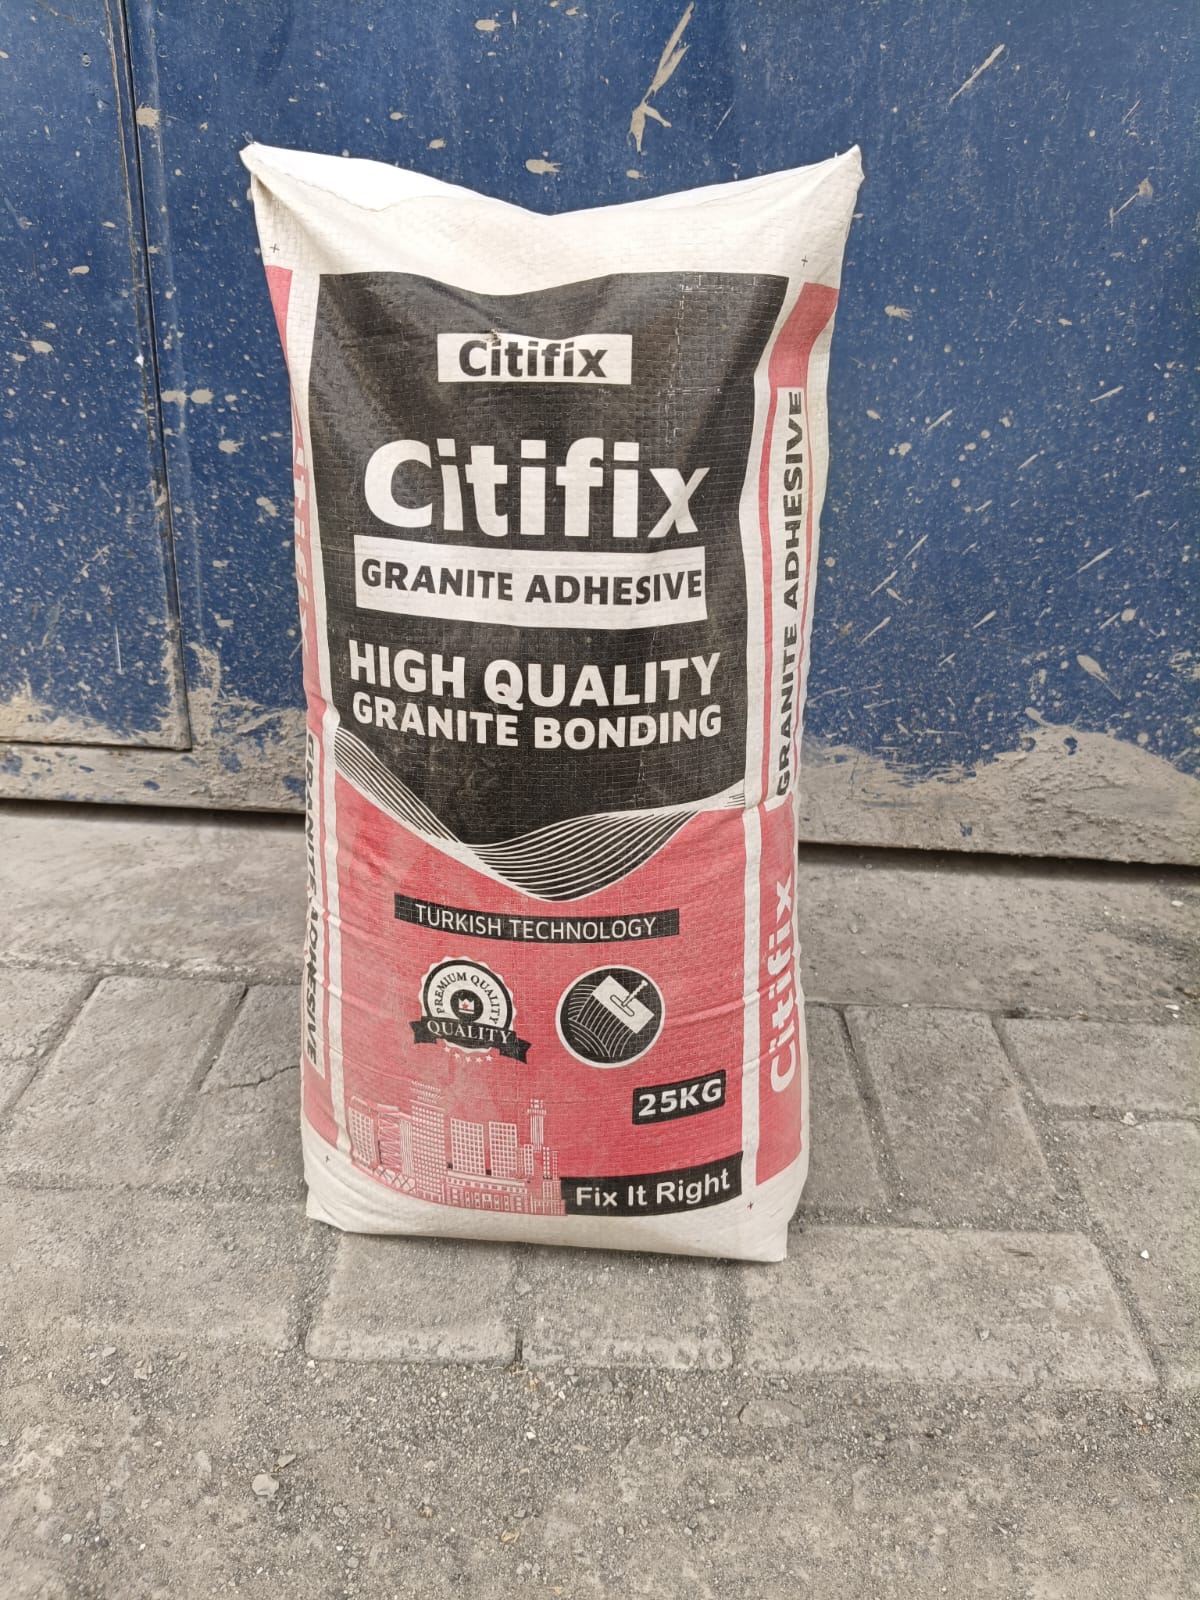 Citifix
Citifix
GRANITE ADHESIVE
HIGH QUALITY
GRANITE BONDING
TURKISH TECHNOLOGY
PREMIUM QUALITY
QUALITY
25KG
Fix It Right
GRANITE ADHESIVE
Citifix
GRANITE ADHESIVE